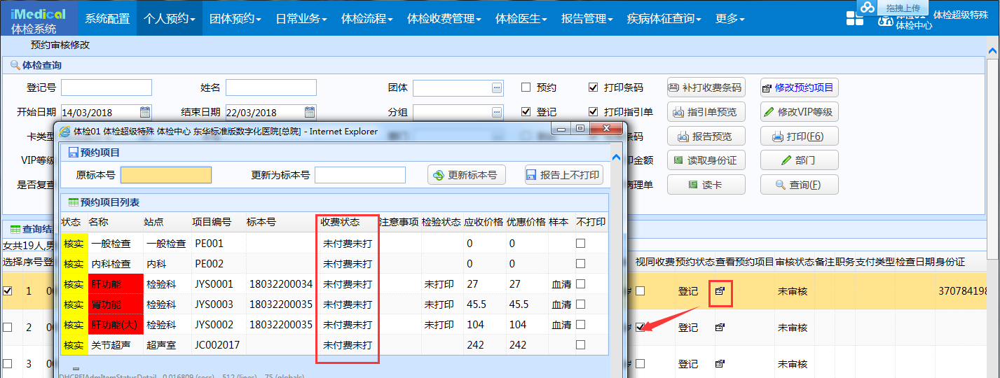 iMedical
体检系统
系统配置 个人预约 团体预约 日常业务 体检流程 体检收费管理 体检医生 报告管理 疾病体征查询 更多
拖拽上传
体检01 体检超级特殊
体检中心
预约审核修改
体检查询
登记号 姓名 团体 预约 打印条码 补打收费条码 修改预约项目
开始日期 14/03/2018 结束日期 22/03/2018 分组 登记 打印指引单 指引单预览 修改VIP等级
卡类型 条码 报告预览 打印(F6)
VIP等级 印金额 读取身份证 部门
是否复查 病理单 读卡 查询(F)
体检01 体检超级特殊 体检中心 东华标准版数字化医院[总院] - Internet Explorer
预约项目
原标本号 更新为标本号 更新标本号 报告上不打印
预约项目列表
状态 名称 站点 项目编号 标本号 收费状态 注意事项 检验状态 应收价格 优惠价格 样本 不打印
核实 一般检查 一般检查 PE001 未付费未打 0 0
核实 内科检查 内科 PE002 未付费未打 0 0
核实 肝功能 检验科 JYS0001 18032200034 未付费未打 未打印 27 27 血清
核实 肾功能 检验科 JYS0003 18032200035 未付费未打 未打印 45.5 45.5 血清
核实 肝功能(大) 检验科 JYS0002 18032200035 未付费未打 未打印 104 104 血清
核实 关节超声 超声室 JC002017 未付费未打 242 242
查询结
女共19人,男
选择 序号 登 视同收费 预约状态 查看预约项目 审核状态 备注 职务 支付类型 检查日期 身份证
1 00 登记 未审核 370784198
2 00 登记 未审核
3 00 登记 未审核